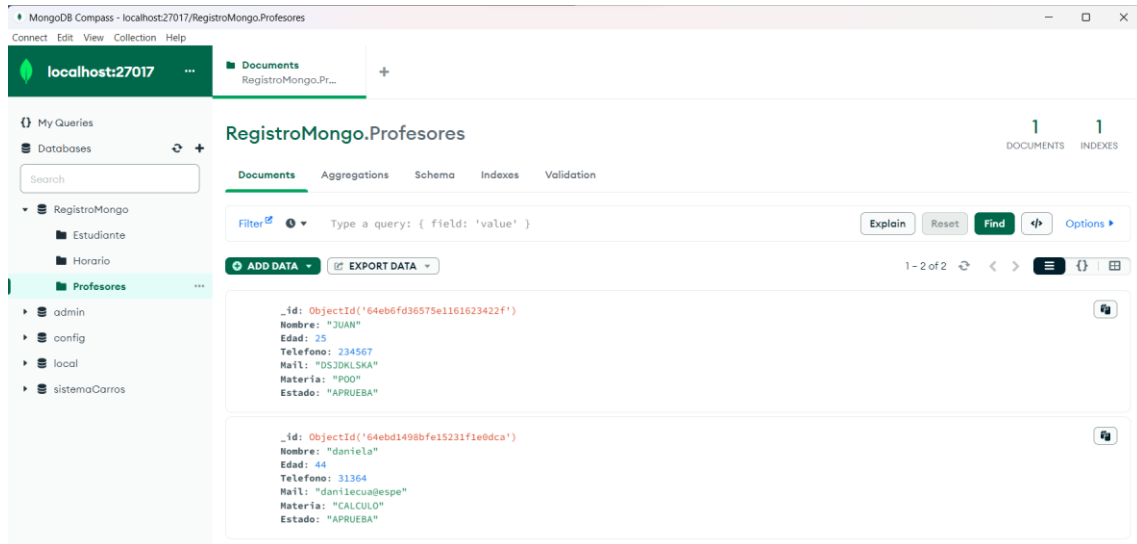 MongoDB Compass - localhost:27017/RegistroMongo.Profesores
Connect Edit View Collection Help
localhost:27017 ...
Documents
RegistroMongo.Pr...
+
{} My Queries
Databases
Search
RegistroMongo
Estudiante
Horario
Profesores ...
admin
config
local
sistemaCarros
RegistroMongo.Profesores
1 1
DOCUMENTS INDEXES
Documents Aggregations Schema Indexes Validation
Filter Type a query: { field: 'value' } Explain Reset Find </> Options
ADD DATA EXPORT DATA 1 – 2 of 2 {}
_id: ObjectId('64eb6fd36575e1161623422f')
Nombre: "JUAN"
Edad: 25
Telefono: 234567
Mail: "DSJDKLSKA"
Materia: "POO"
Estado: "APRUEBA"
_id: ObjectId('64ebd1498bfe15231f1e0dca')
Nombre: "daniela"
Edad: 44
Telefono: 31364
Mail: "danilecua@espe"
Materia: "CALCULO"
Estado: "APRUEBA"